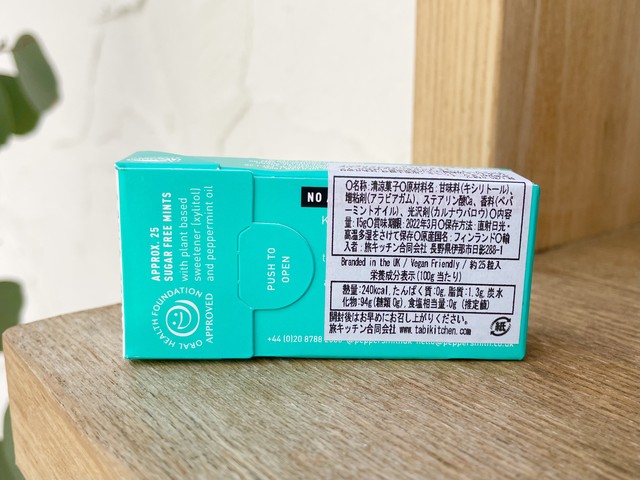 APPROX. 25
SUGAR FREE MINTS
with plant based
sweetener (xylitol)
and peppermint oil
ORAL HEALTH FOUNDATION
APPROVED
PUSH TO
OPEN
NO
〇名称:清涼菓子〇原材料名:甘味料(キシリトール)、
増粘剤(アラビアガム)、ステアリン酸Ca、香料(ペパ
ーミントオイル)、光沢剤(カルナウバロウ)〇内容
量:15g〇賞味期限:2022年3月〇保存方法:直射日光・
高温多湿をさけて保存〇原産国名:フィンランド〇輸
入者:旅キッチン合同会社 長野県伊那市日影288-1
Branded in the UK / Vegan Friendly / 約25粒入
栄養成分表示(100g当たり)
熱量:240kcal、たんぱく質:0g、脂質:1.3g、炭水
化物:94g(糖類0g)、食塩相当量:0g (推定値)
開封後はお早めにお召し上がりください。
旅キッチン合同会社 www.tabikitchen.com
紙
+44 (0)20 8788